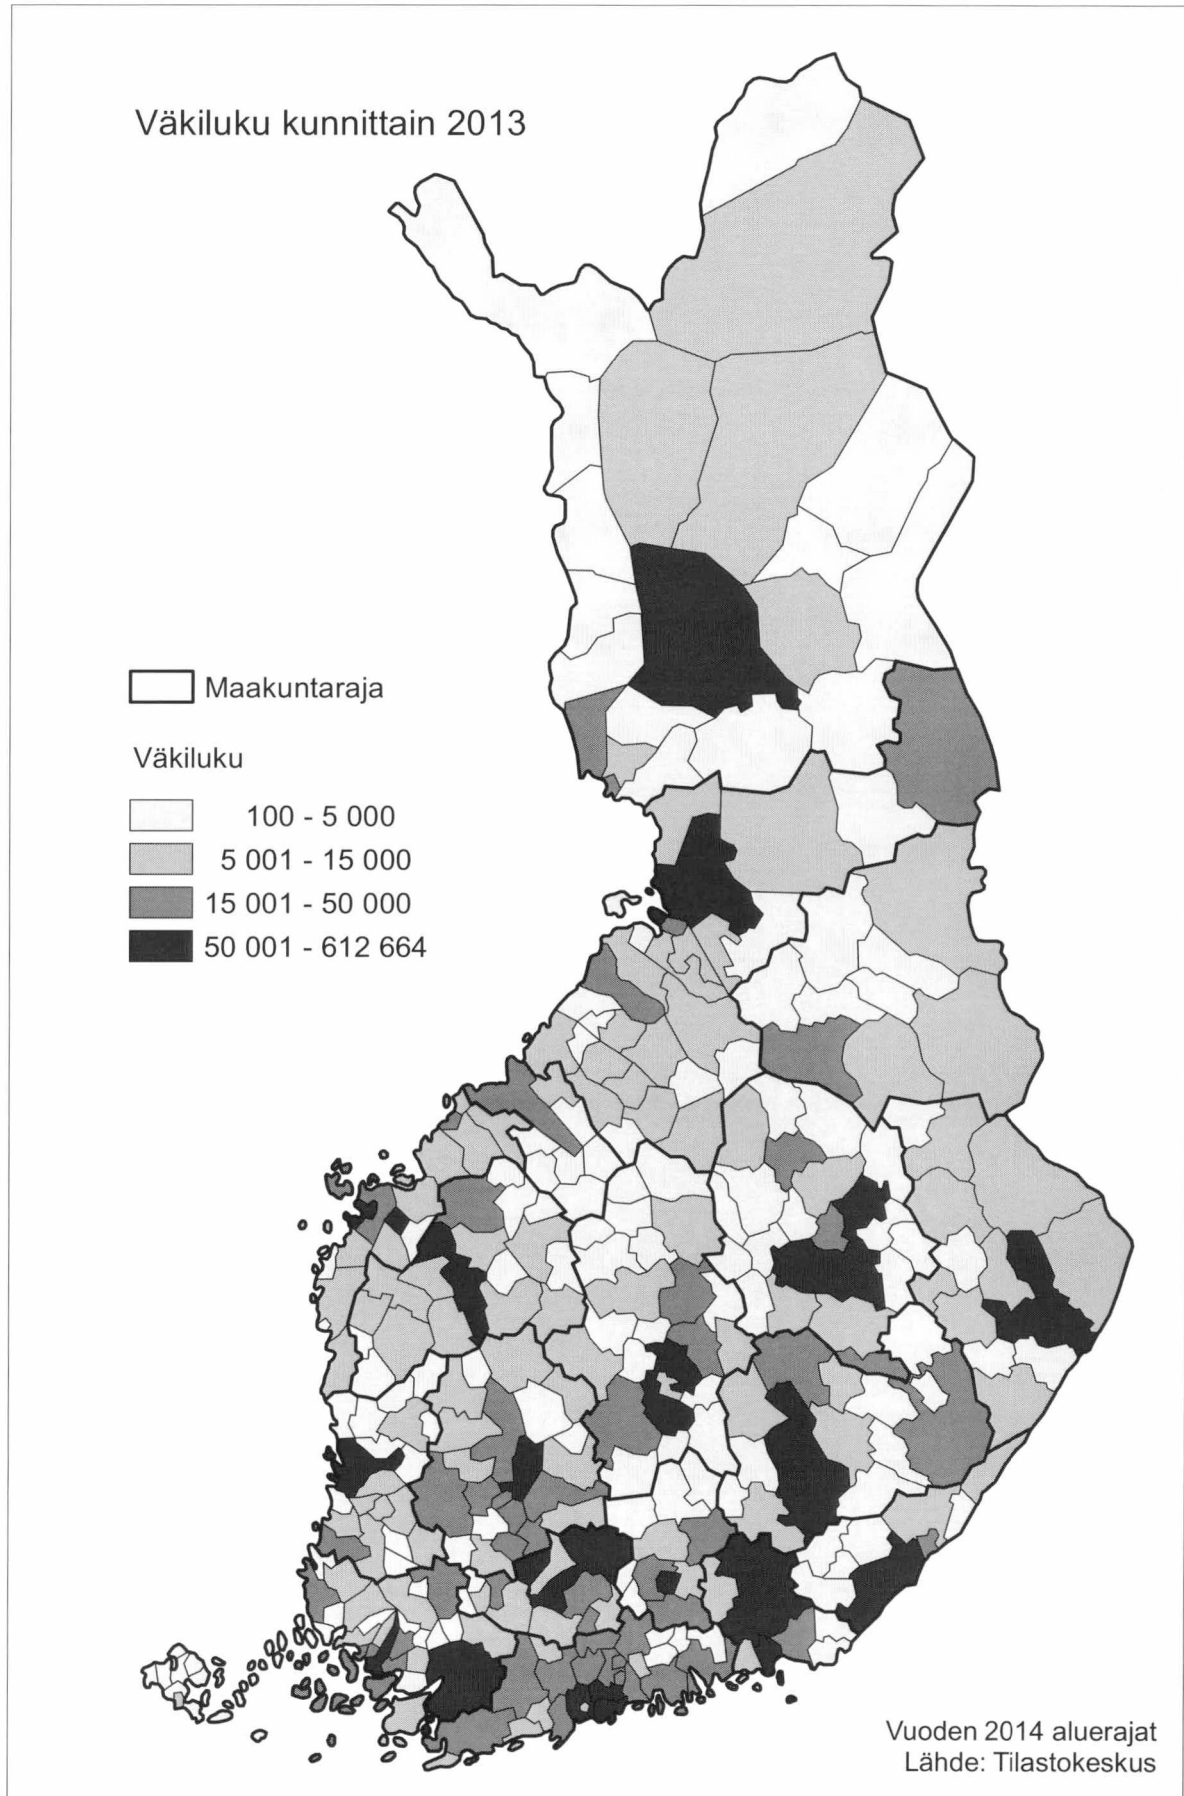 Väkiluku kunnittain 2013
Maakuntaraja
Väkiluku
100 - 5 000
5 001 - 15 000
15 001 - 50 000
50 001 - 612 664
Vuoden 2014 aluerajat
Lähde: Tilastokeskus